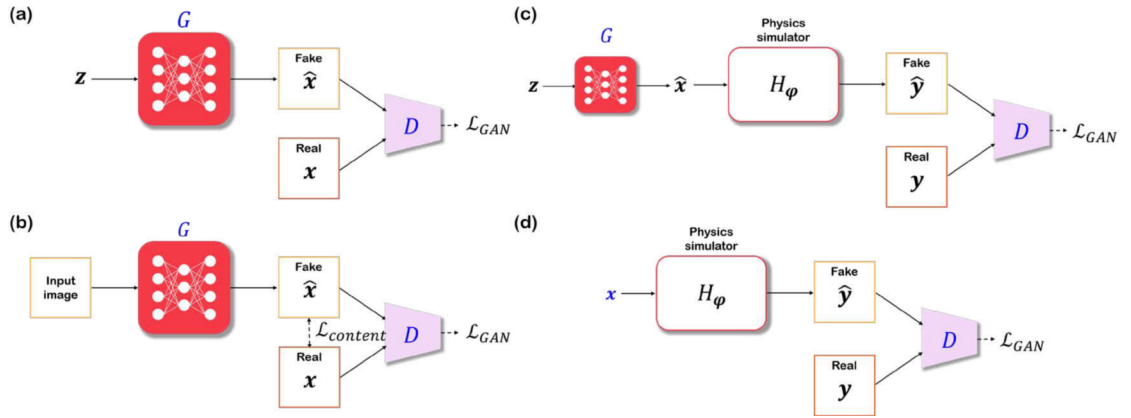 (a)
G
z
Fake
x̂
D
ℒ_GAN
Real
x
(b)
G
Input
image
Fake
x̂
ℒ_content
D
ℒ_GAN
Real
x
(c)
G
z
x̂
Physics
simulator
H_φ
Fake
ŷ
D
ℒ_GAN
Real
y
(d)
Physics
simulator
x
H_φ
Fake
ŷ
D
ℒ_GAN
Real
y